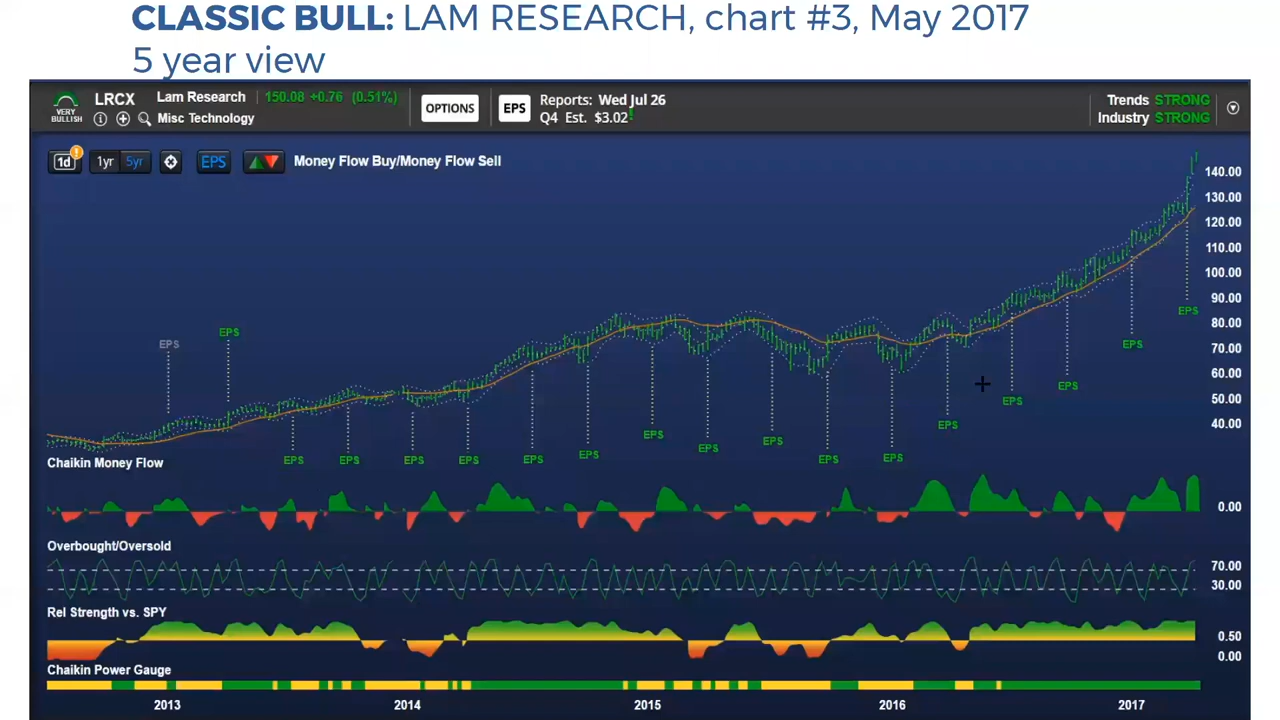 CLASSIC BULL: LAM RESEARCH, chart #3, May 2017
5 year view
VERY BULLISH
LRCX Lam Research 150.08 +0.76 (0.51%)
Misc Technology
OPTIONS
EPS
Reports: Wed Jul 26
Q4 Est. $3.02!
Trends STRONG
Industry STRONG
1d 1yr 5yr EPS Money Flow Buy/Money Flow Sell
140.00
130.00
120.00
110.00
100.00
90.00
80.00
70.00
60.00
50.00
40.00
EPS EPS
EPS EPS EPS EPS EPS EPS EPS EPS EPS EPS EPS EPS EPS EPS EPS EPS
Chaikin Money Flow
0.00
Overbought/Oversold
70.00
30.00
Rel Strength vs. SPY
0.50
0.00
Chaikin Power Gauge
2013 2014 2015 2016 2017